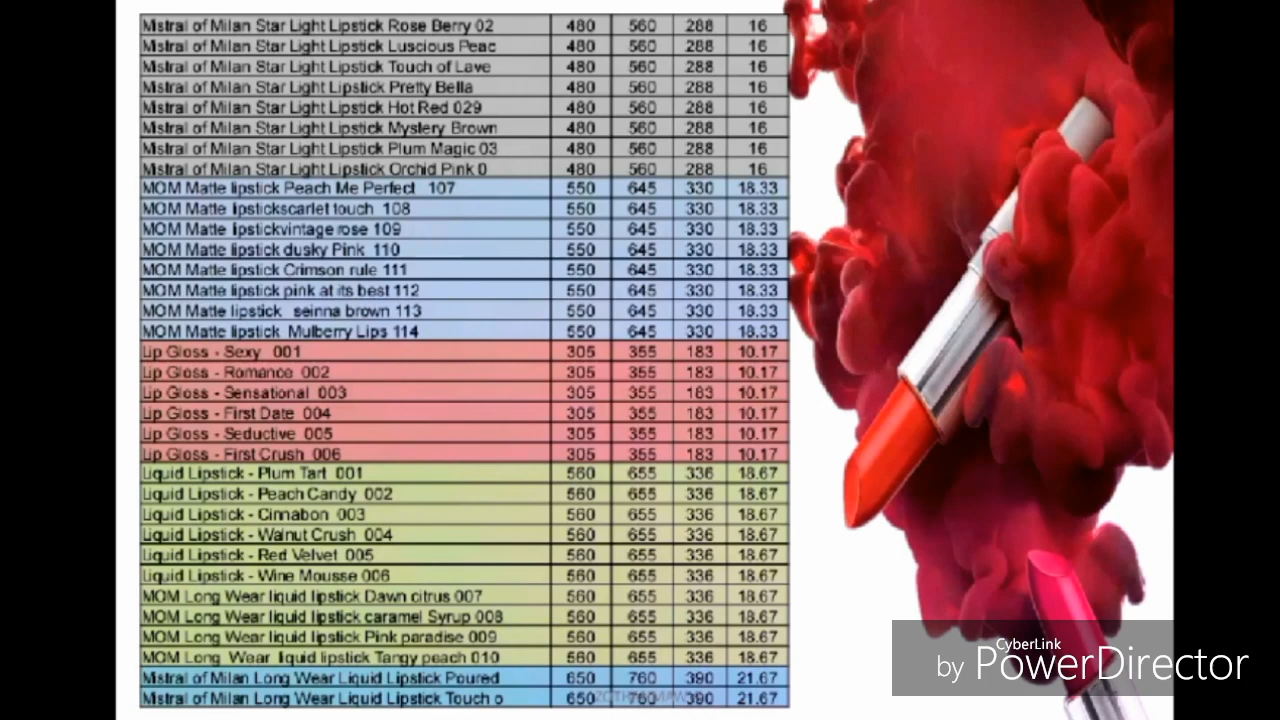 Mistral of Milan Star Light Lipstick Rose Berry 02 480 560 288 16
Mistral of Milan Star Light Lipstick Luscious Peac 480 560 288 16
Mistral of Milan Star Light Lipstick Touch of Lave 480 560 288 16
Mistral of Milan Star Light Lipstick Pretty Bella 480 560 288 16
Mistral of Milan Star Light Lipstick Hot Red 029 480 560 288 16
Mistral of Milan Star Light Lipstick Mystery Brown 480 560 288 16
Mistral of Milan Star Light Lipstick Plum Magic 03 480 560 288 16
Mistral of Milan Star Light Lipstick Orchid Pink 0 480 560 288 16
MOM Matte lipstick Peach Me Perfect 107 550 645 330 18.33
MOM Matte lipstickscarlet touch 108 550 645 330 18.33
MOM Matte lipstickvintage rose 109 550 645 330 18.33
MOM Matte lipstick dusky Pink 110 550 645 330 18.33
MOM Matte lipstick Crimson rule 111 550 645 330 18.33
MOM Matte lipstick pink at its best 112 550 645 330 18.33
MOM Matte lipstick seinna brown 113 550 645 330 18.33
MOM Matte lipstick Mulberry Lips 114 550 645 330 18.33
Lip Gloss - Sexy 001 305 355 183 10.17
Lip Gloss - Romance 002 305 355 183 10.17
Lip Gloss - Sensational 003 305 355 183 10.17
Lip Gloss - First Date 004 305 355 183 10.17
Lip Gloss - Seductive 005 305 355 183 10.17
Lip Gloss - First Crush 006 305 355 183 10.17
Liquid Lipstick - Plum Tart 001 560 655 336 18.67
Liquid Lipstick - Peach Candy 002 560 655 336 18.67
Liquid Lipstick - Cinnabon 003 560 655 336 18.67
Liquid Lipstick - Walnut Crush 004 560 655 336 18.67
Liquid Lipstick - Red Velvet 005 560 655 336 18.67
Liquid Lipstick - Wine Mousse 006 560 655 336 18.67
MOM Long Wear liquid lipstick Dawn citrus 007 560 655 336 18.67
MOM Long Wear liquid lipstick caramel Syrup 008 560 655 336 18.67
MOM Long Wear liquid lipstick Pink paradise 009 560 655 336 18.67
MOM Long Wear liquid lipstick Tangy peach 010 560 655 336 18.67
Mistral of Milan Long Wear Liquid Lipstick Poured 650 760 390 21.67
Mistral of Milan Long Wear Liquid Lipstick Touch o 650 760 390 21.67
CyberLink
by PowerDirector